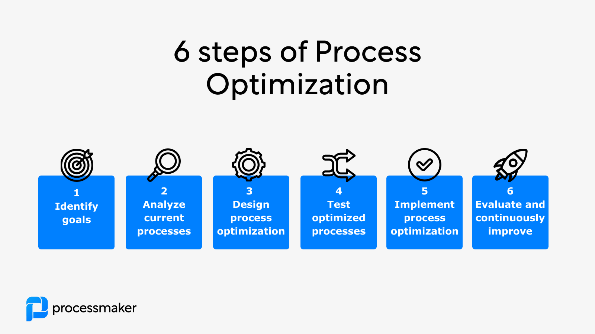 6 steps of Process
Optimization
1
Identify
goals
2
Analyze
current
processes
3
Design
process
optimization
4
Test
optimized
processes
5
Implement
process
optimization
6
Evaluate and
continuously
improve
processmaker